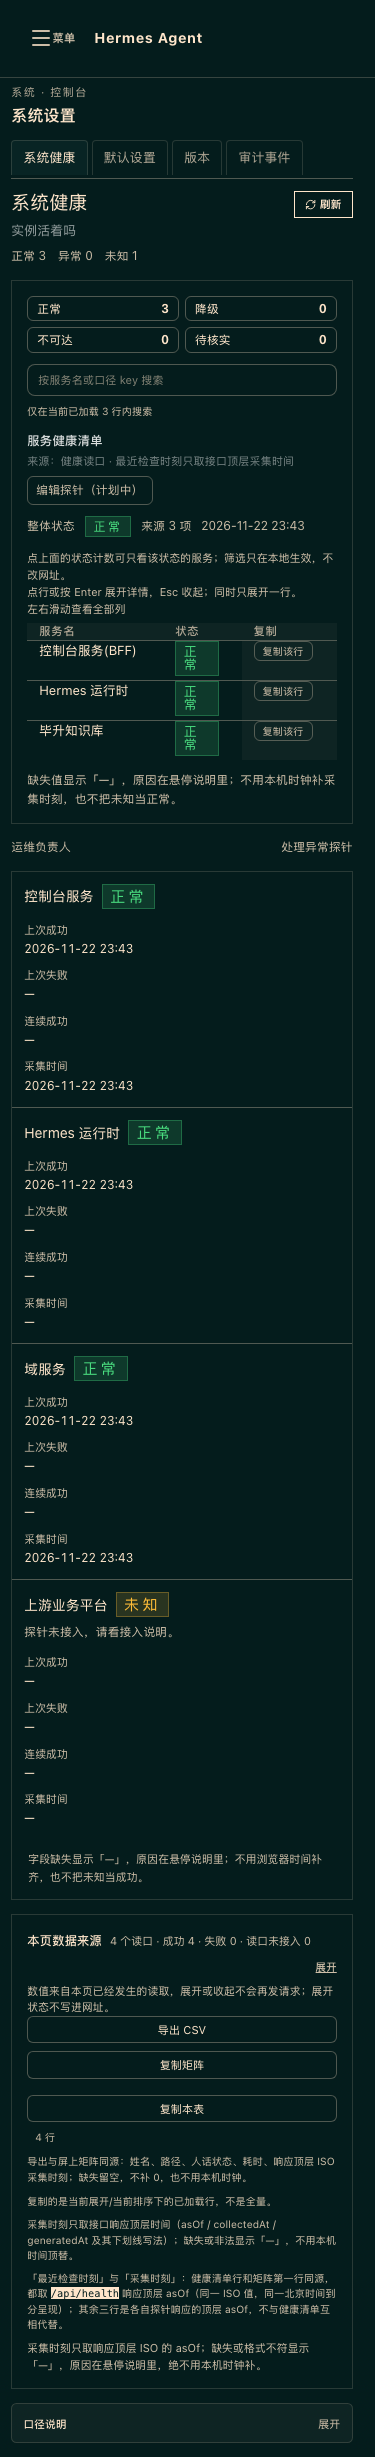 菜单 Hermes Agent
系统 · 控制台
系统设置
系统健康 默认设置 版本 审计事件
系统健康
刷新
实例活着吗
正常 3 异常 0 未知 1
正常 3 降级 0
不可达 0 待核实 0
按服务名或口径 key 搜索
仅在当前已加载 3 行内搜索
服务健康清单
来源：健康读口 · 最近检查时刻只取接口顶层采集时间
编辑探针（计划中）
整体状态 正常 来源 3 项 2026-11-22 23:43
点上面的状态计数可只看该状态的服务；筛选只在本地生效，不
改网址。
点行或按 Enter 展开详情，Esc 收起；同时只展开一行。
左右滑动查看全部列
服务名 状态 复制
控制台服务(BFF) 正常 复制该行
Hermes 运行时 正常 复制该行
毕升知识库 正常 复制该行
缺失值显示「—」，原因在悬停说明里；不用本机时钟补采
集时刻，也不把未知当正常。
运维负责人 处理异常探针
控制台服务 正常
上次成功
2026-11-22 23:43
上次失败
—
连续成功
—
采集时间
2026-11-22 23:43
Hermes 运行时 正常
上次成功
2026-11-22 23:43
上次失败
—
连续成功
—
采集时间
—
域服务 正常
上次成功
2026-11-22 23:43
上次失败
—
连续成功
—
采集时间
2026-11-22 23:43
上游业务平台 未知
探针未接入，请看接入说明。
上次成功
—
上次失败
—
连续成功
—
采集时间
—
字段缺失显示「—」，原因在悬停说明里；不用浏览器时间补
齐，也不把未知当成功。
本页数据来源 4 个读口 · 成功 4 · 失败 0 · 读口未接入 0
展开
数值来自本页已经发生的读取，展开或收起不会再发请求；展开
状态不写进网址。
导出 CSV
复制矩阵
复制本表
4 行
导出与屏上矩阵同源：姓名、路径、人话状态、耗时、响应顶层 ISO
采集时刻；缺失留空，不补 0，也不用本机时钟。
复制的是当前展开/当前排序下的已加载行，不是全量。
采集时刻只取接口响应顶层时间（asOf / collectedAt /
generatedAt 及其下划线写法）；缺失或非法显示「—」，不用本机
时间顶替。
「最近检查时刻」与「采集时刻」：健康清单行和矩阵第一行同源，
都取 /api/health 响应顶层 asOf（同一 ISO 值，同一北京时间到
分呈现）；其余三行是各自探针响应的顶层 asOf，不与健康清单互
相代替。
采集时刻只取响应顶层 ISO 的 asOf；缺失或格式不符显示
「—」，原因在悬停说明里，绝不用本机时钟补。
口径说明 展开